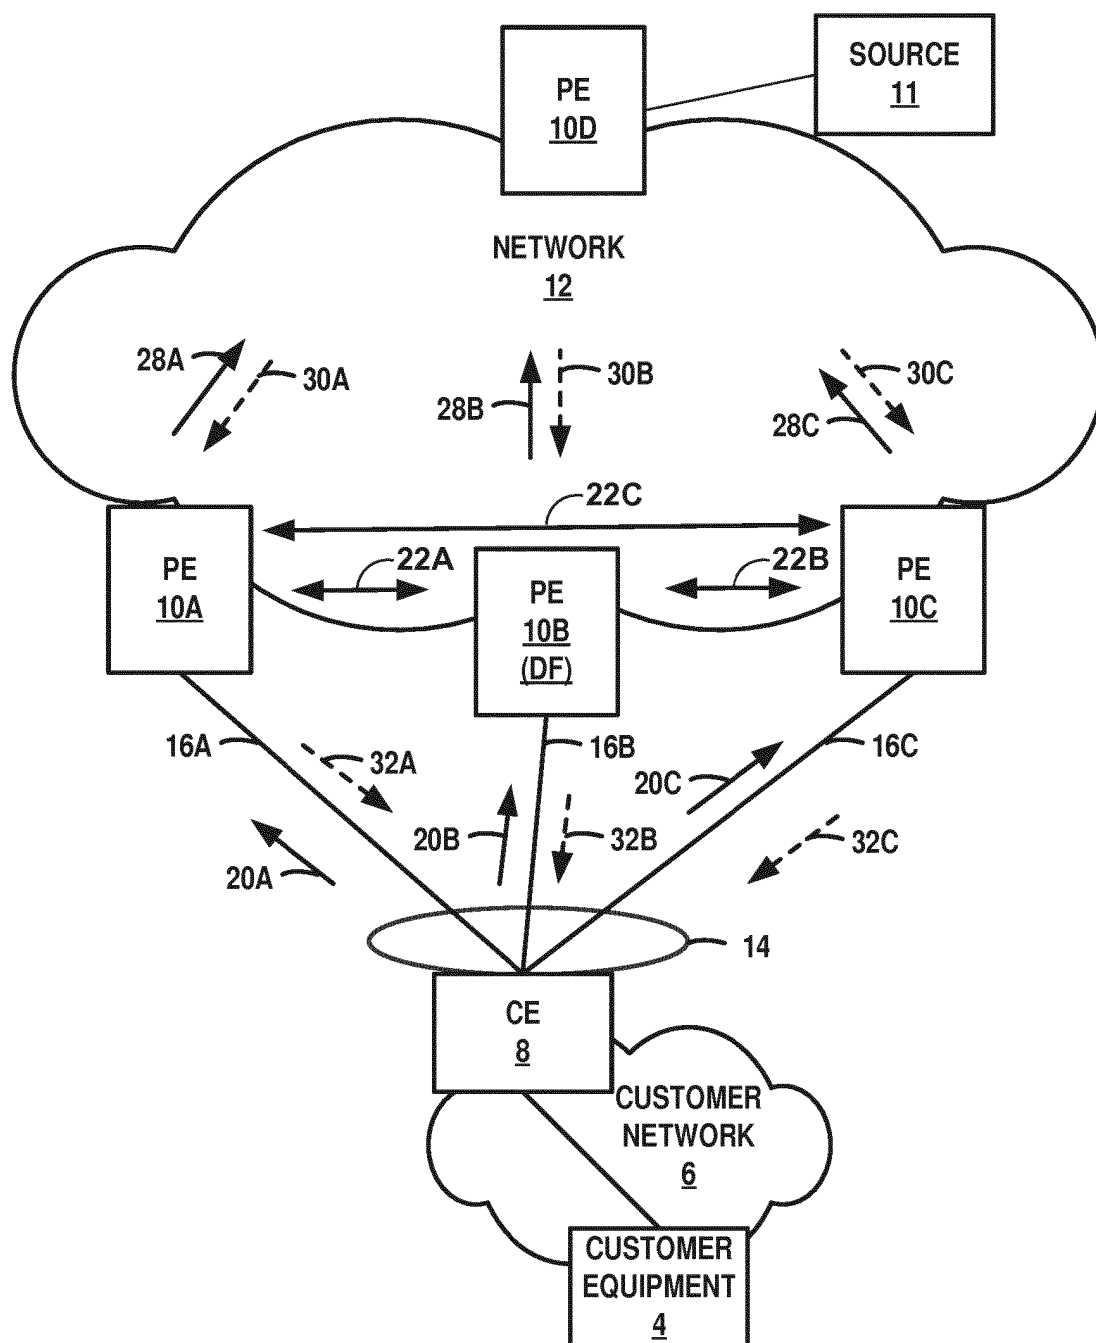 SOURCE
11
PE
10D
NETWORK
12
28A
30A
28B
30B
28C
30C
22C
22A
22B
PE
10A
PE
10B
(DF)
PE
10C
16A
32A
16B
20C
16C
20B
32B
32C
20A
14
CE
8
CUSTOMER
NETWORK
6
CUSTOMER
EQUIPMENT
4